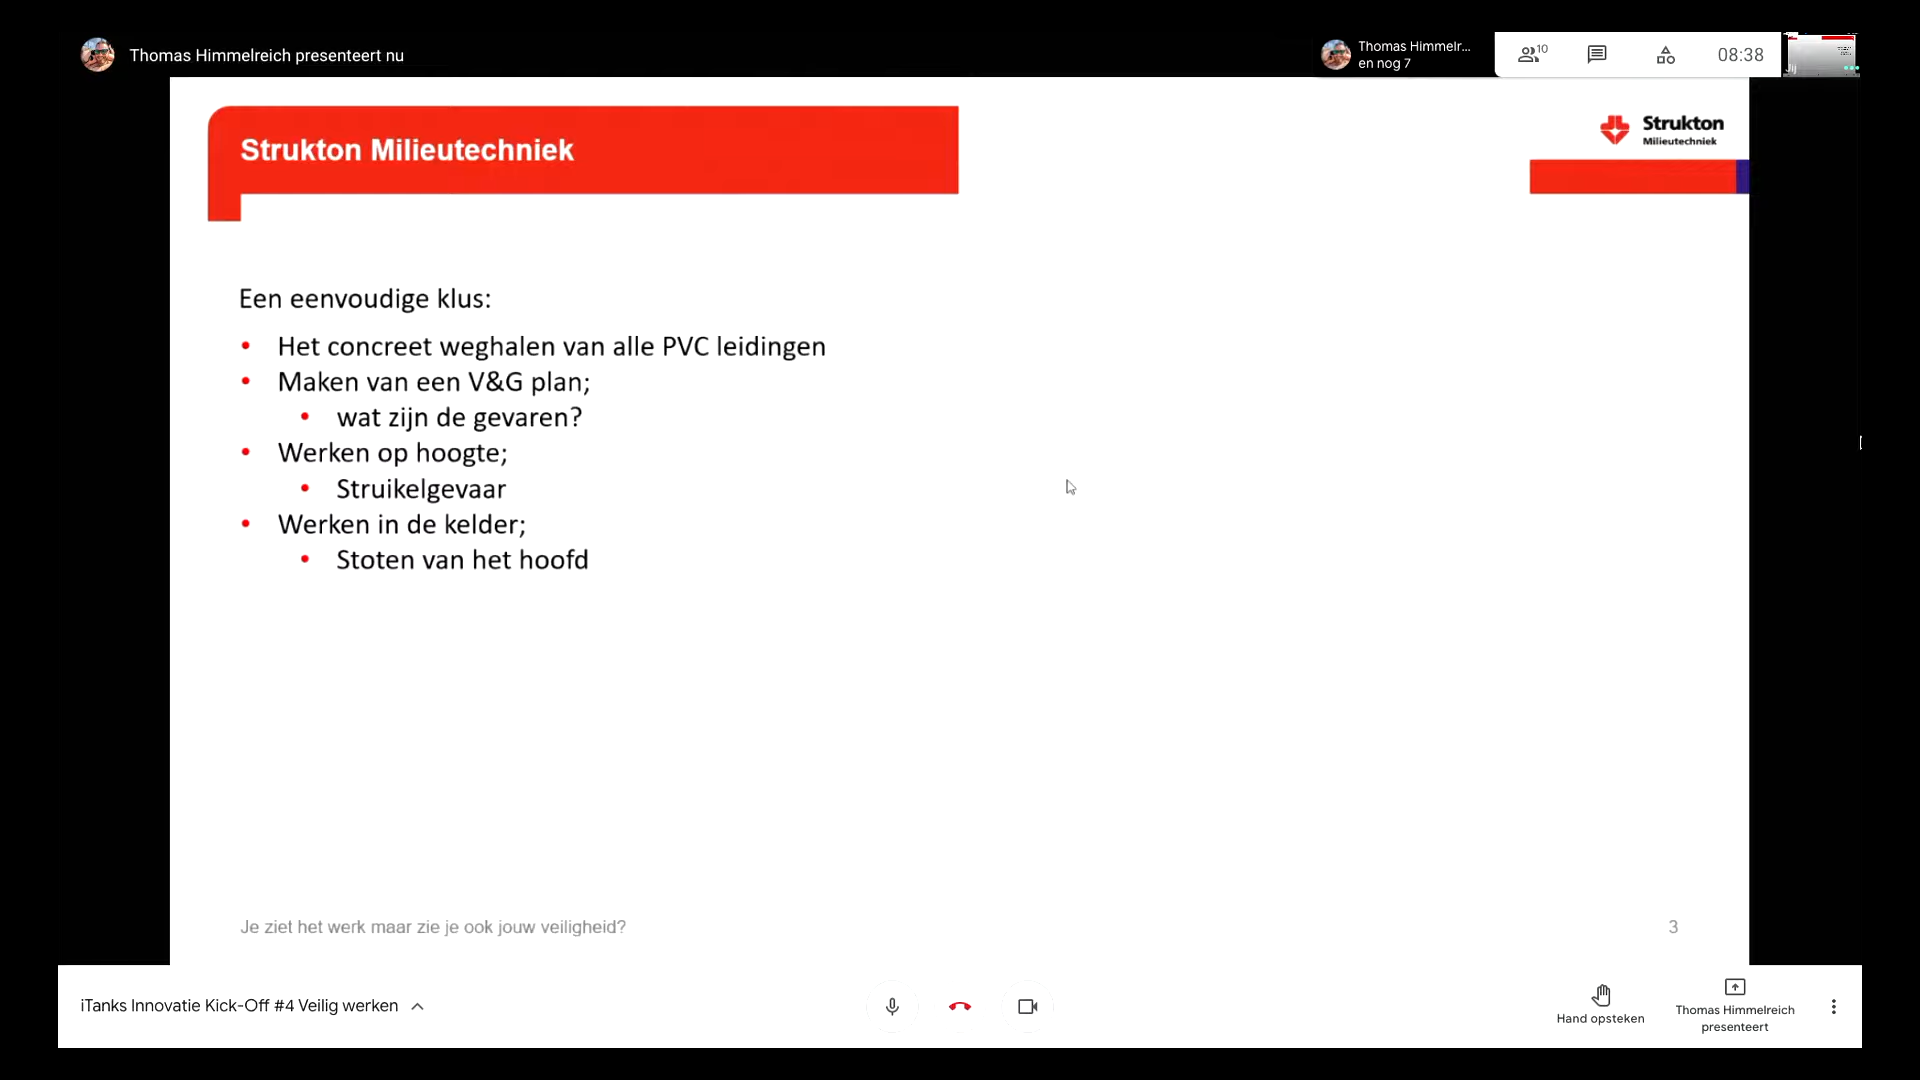 Thomas Himmelreich presenteert nu
Thomas Himmelr...
en nog 7
10
08:38
Jij
Strukton Milieutechniek
Strukton
Milieutechniek
Een eenvoudige klus:
• Het concreet weghalen van alle PVC leidingen
• Maken van een V&G plan;
• wat zijn de gevaren?
• Werken op hoogte;
• Struikelgevaar
• Werken in de kelder;
• Stoten van het hoofd
Je ziet het werk maar zie je ook jouw veiligheid?
3
iTanks Innovatie Kick-Off #4 Veilig werken
Hand opsteken
Thomas Himmelreich
presenteert